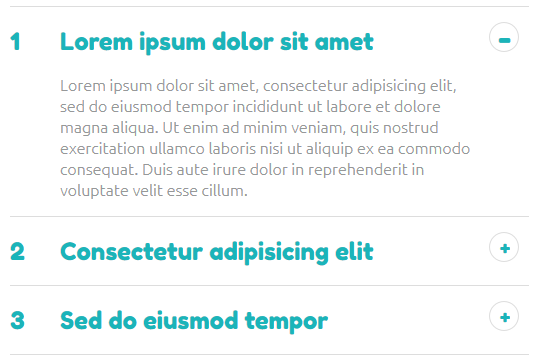 1 Lorem ipsum dolor sit amet
Lorem ipsum dolor sit amet, consectetur adipisicing elit,
sed do eiusmod tempor incididunt ut labore et dolore
magna aliqua. Ut enim ad minim veniam, quis nostrud
exercitation ullamco laboris nisi ut aliquip ex ea commodo
consequat. Duis aute irure dolor in reprehenderit in
voluptate velit esse cillum.
2 Consectetur adipisicing elit
3 Sed do eiusmod tempor